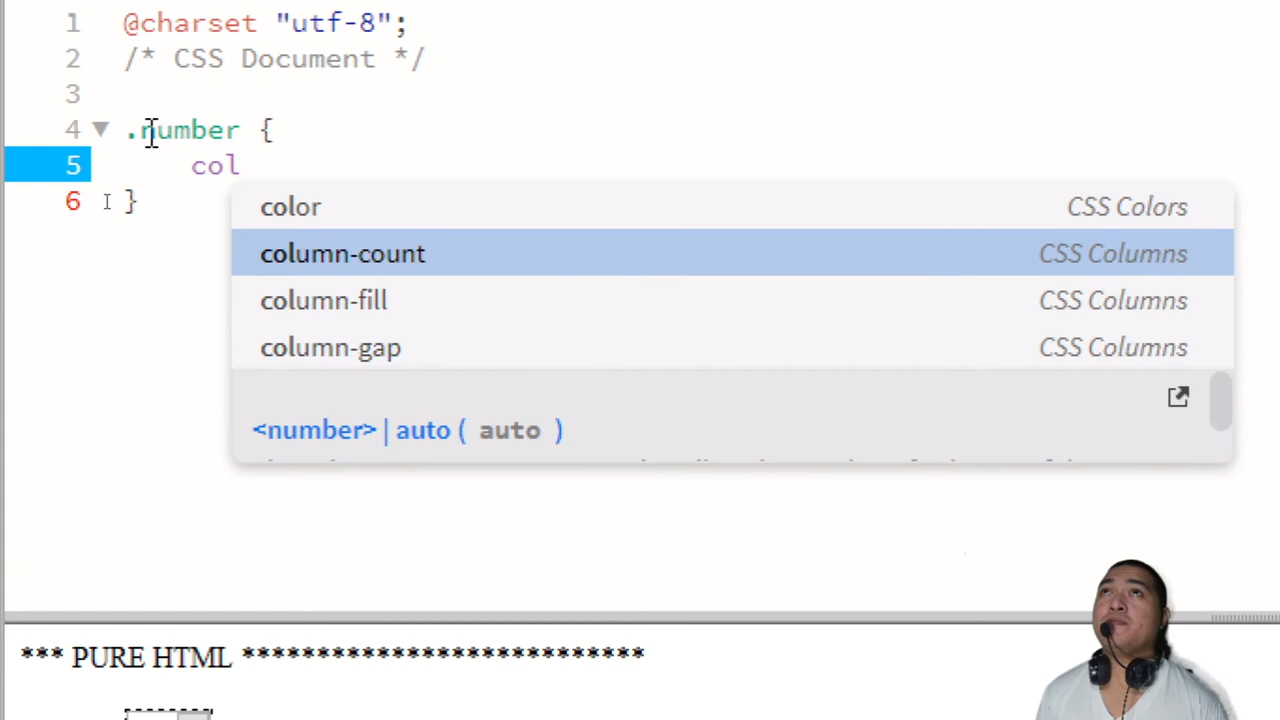 1 @charset "utf-8";
2 /* CSS Document */
3
4 ▼ .number {
5 col
6 }
color CSS Colors
column-count CSS Columns
column-fill CSS Columns
column-gap CSS Columns
<number> | auto ( auto )
*** PURE HTML ***************************